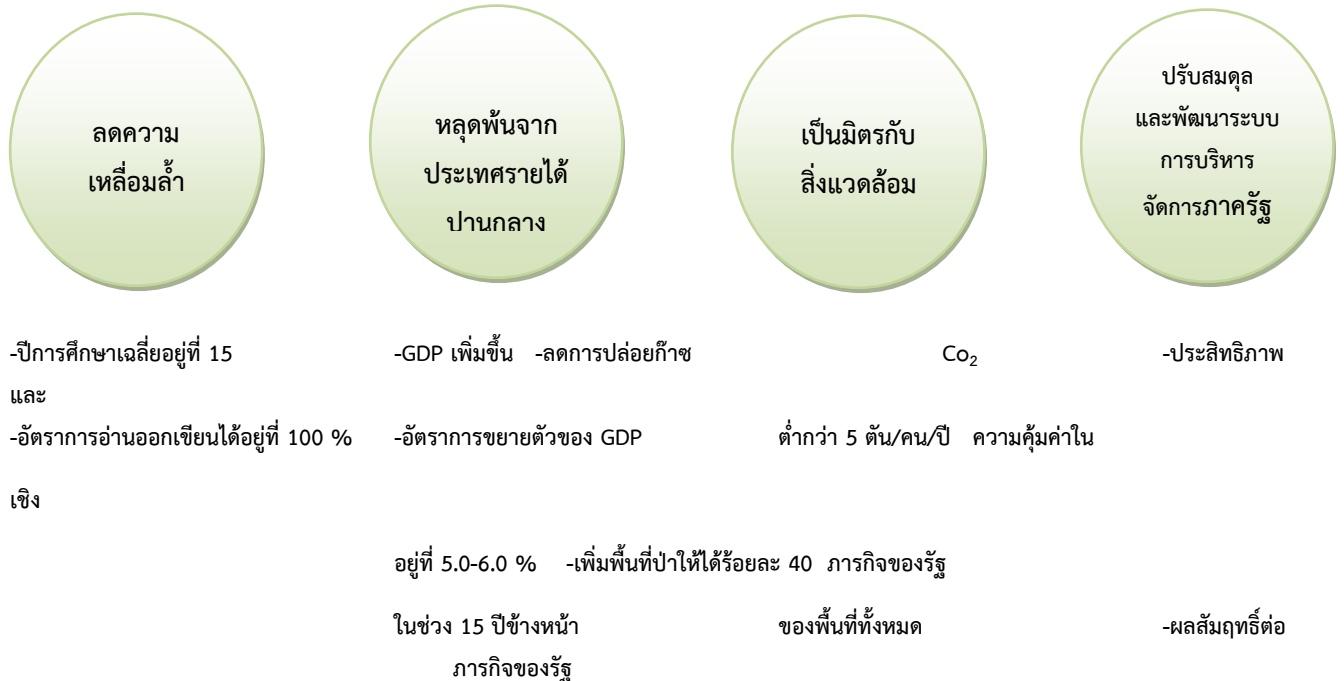 ลดความ
เหลื่อมล้ำ
หลุดพ้นจาก
ประเทศรายได้
ปานกลาง
เป็นมิตรกับ
สิ่งแวดล้อม
ปรับสมดุล
และพัฒนาระบบ
การบริหาร
จัดการภาครัฐ
-ปีการศึกษาเฉลี่ยอยู่ที่ 15 -GDP เพิ่มขึ้น -ลดการปล่อยก๊าซ Co₂ -ประสิทธิภาพ
และ
-อัตราการอ่านออกเขียนได้อยู่ที่ 100 % -อัตราการขยายตัวของ GDP ต่ำกว่า 5 ตัน/คน/ปี ความคุ้มค่าใน
เชิง
อยู่ที่ 5.0-6.0 % -เพิ่มพื้นที่ป่าให้ได้ร้อยละ 40 ภารกิจของรัฐ
ในช่วง 15 ปีข้างหน้า ของพื้นที่ทั้งหมด -ผลสัมฤทธิ์ต่อ
ภารกิจของรัฐ